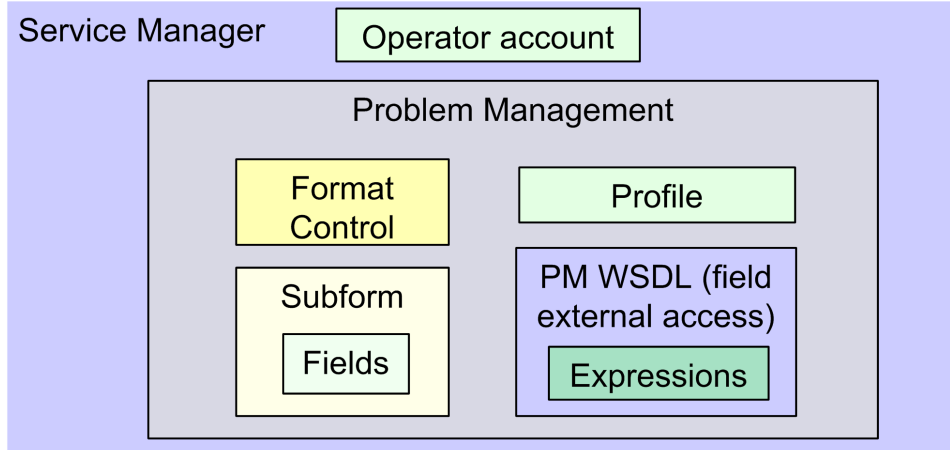 Service Manager
Operator account
Problem Management
Format
Control
Profile
Subform
Fields
PM WSDL (field
external access)
Expressions